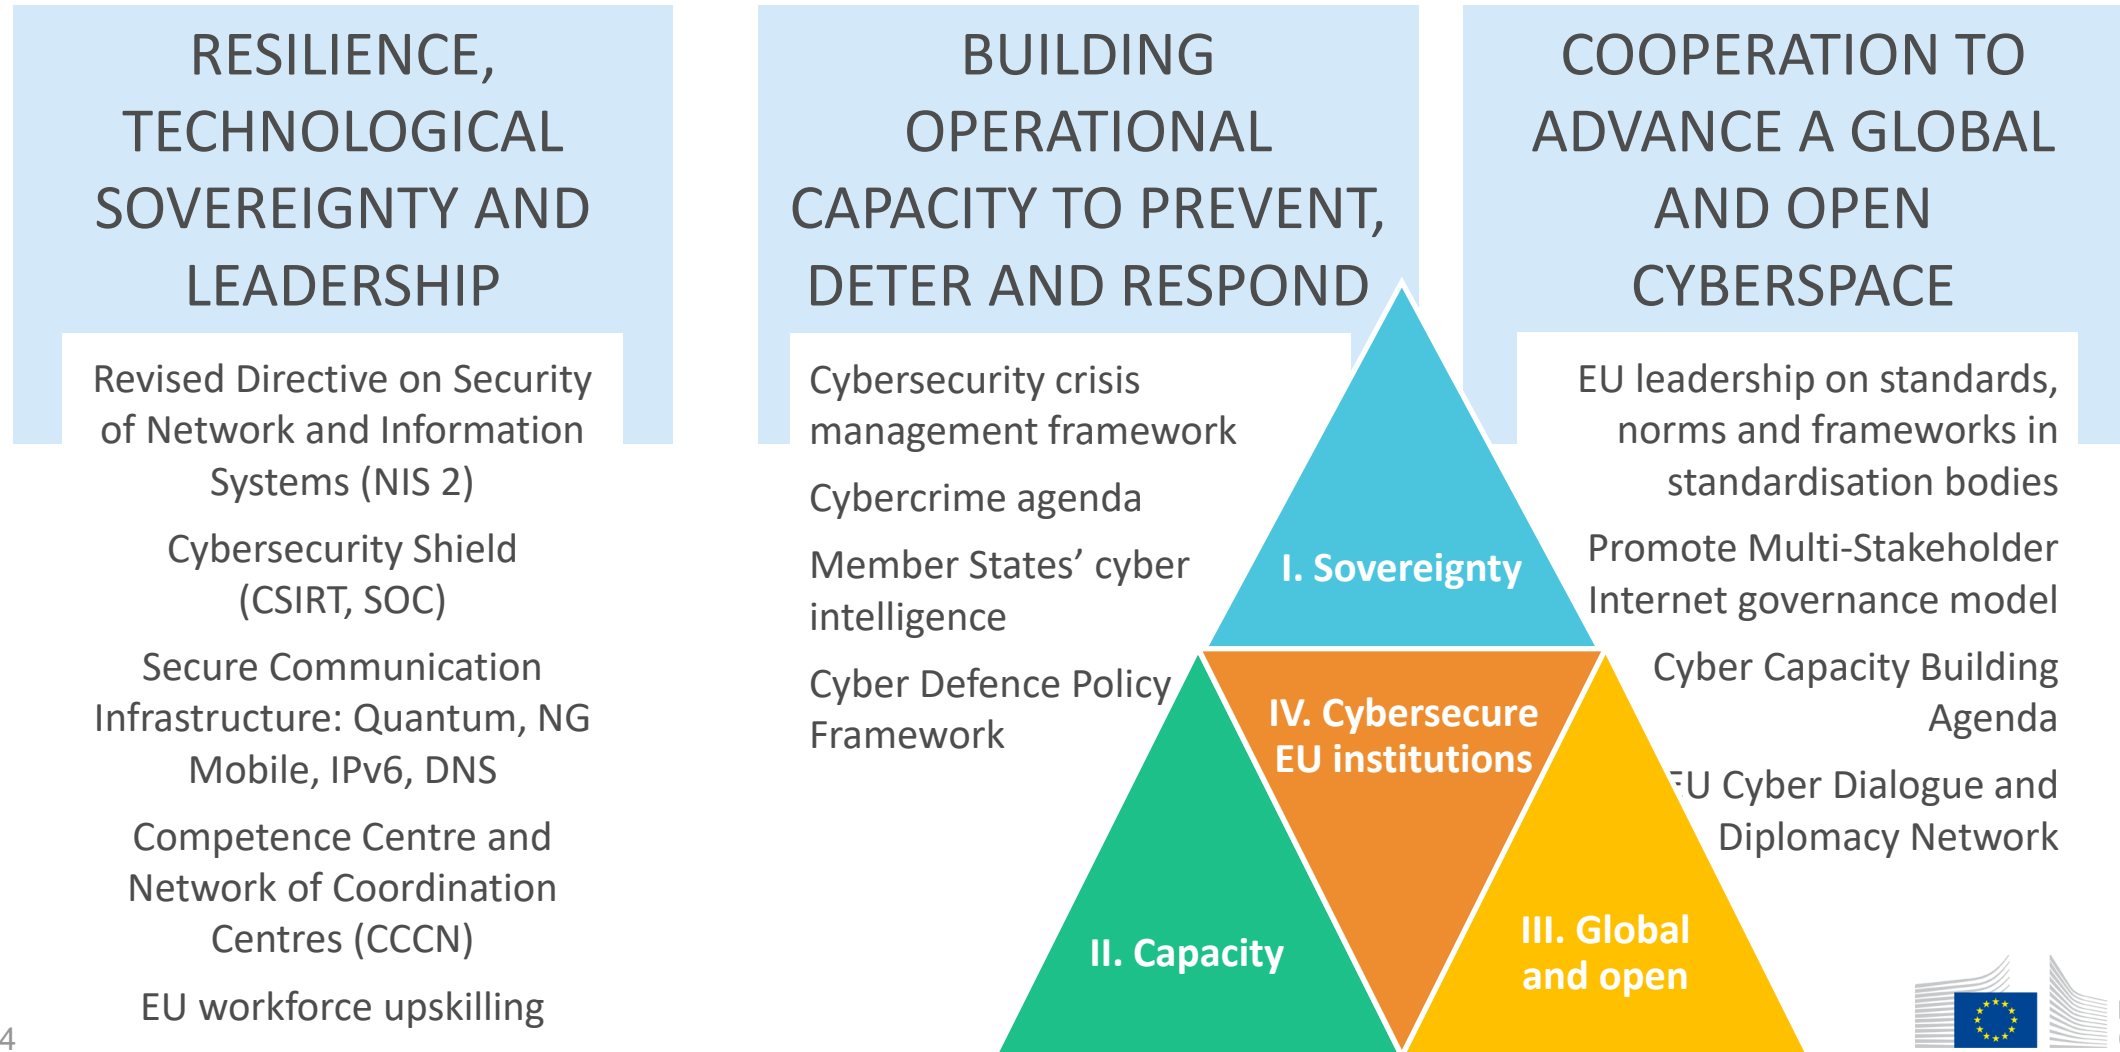 RESILIENCE,
TECHNOLOGICAL
SOVEREIGNTY AND
LEADERSHIP
Revised Directive on Security
of Network and Information
Systems (NIS 2)
Cybersecurity Shield
(CSIRT, SOC)
Secure Communication
Infrastructure: Quantum, NG
Mobile, IPv6, DNS
Competence Centre and
Network of Coordination
Centres (CCCN)
EU workforce upskilling
BUILDING
OPERATIONAL
CAPACITY TO PREVENT,
DETER AND RESPOND
Cybersecurity crisis
management framework
Cybercrime agenda
Member States’ cyber
intelligence
Cyber Defence Policy
Framework
COOPERATION TO
ADVANCE A GLOBAL
AND OPEN
CYBERSPACE
EU leadership on standards,
norms and frameworks in
standardisation bodies
Promote Multi-Stakeholder
Internet governance model
Cyber Capacity Building
Agenda
EU Cyber Dialogue and
Diplomacy Network
I. Sovereignty
IV. Cybersecure
EU institutions
II. Capacity
III. Global
and open
4